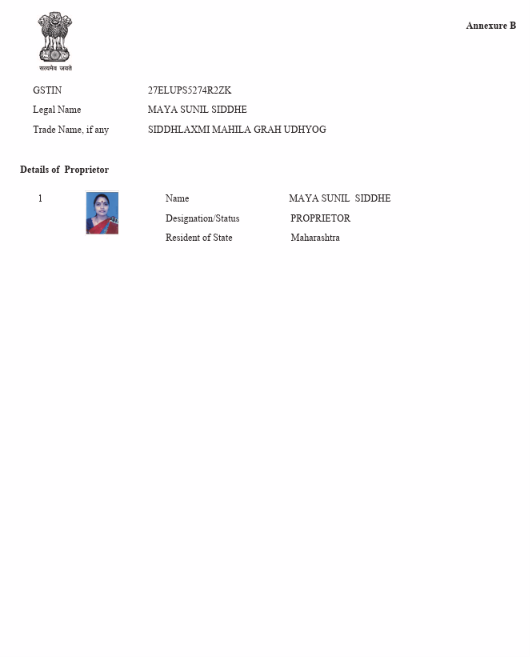 Annexure B
सत्यमेव जयते
GSTIN 27ELUPS5274R2ZK
Legal Name MAYA SUNIL SIDDHE
Trade Name, if any SIDDHLAXMI MAHILA GRAH UDHYOG
Details of Proprietor
1 Name MAYA SUNIL SIDDHE
Designation/Status PROPRIETOR
Resident of State Maharashtra